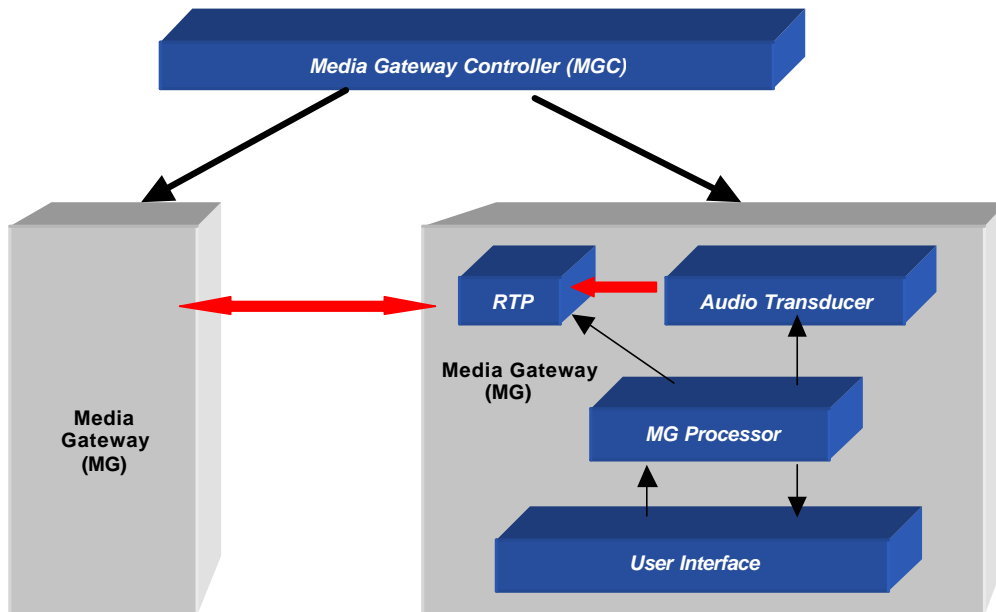 Media Gateway Controller (MGC)
RTP
Audio Transducer
Media Gateway
(MG)
Media
Gateway
(MG)
MG Processor
User Interface